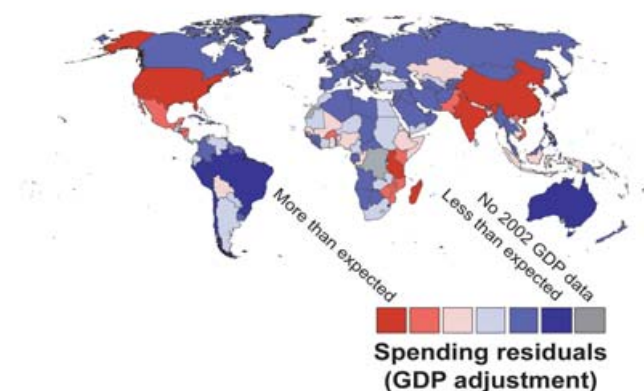 More than expected
Less than expected
No 2002 GDP data
Spending residuals
(GDP adjustment)